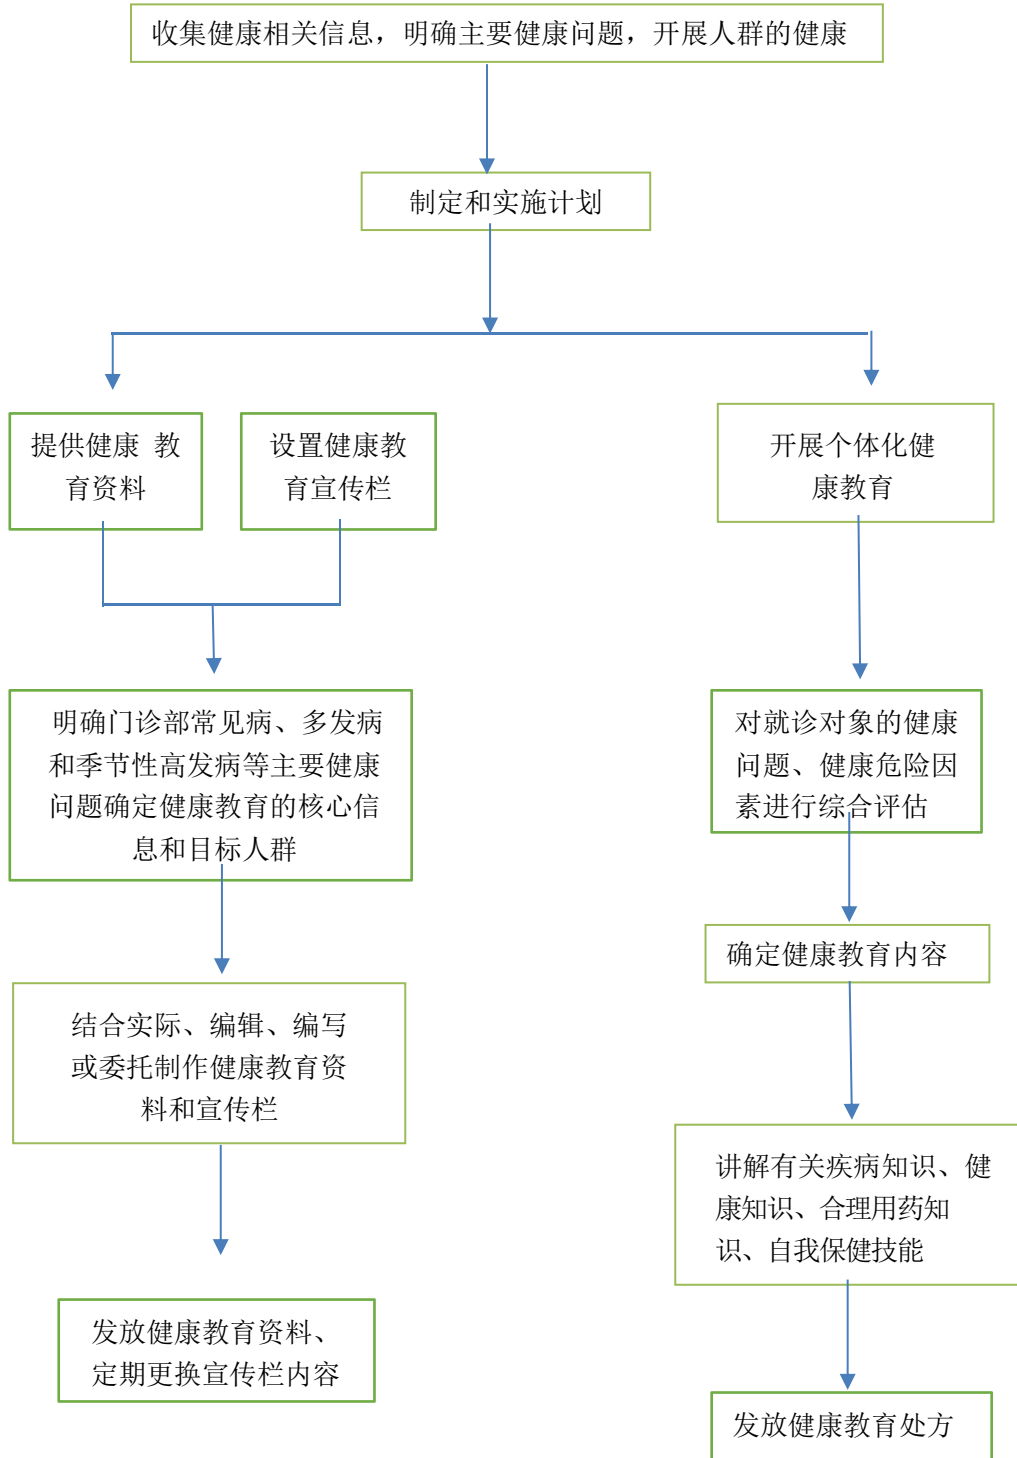 收集健康相关信息，明确主要健康问题，开展人群的健康
制定和实施计划
提供健康 教
育资料
设置健康教
育宣传栏
开展个体化健
康教育
明确门诊部常见病、多发病
和季节性高发病等主要健康
问题确定健康教育的核心信
息和目标人群
对就诊对象的健康
问题、健康危险因
素进行综合评估
确定健康教育内容
结合实际、编辑、编写
或委托制作健康教育资
料和宣传栏
讲解有关疾病知识、健
康知识、合理用药知
识、自我保健技能
发放健康教育资料、
定期更换宣传栏内容
发放健康教育处方